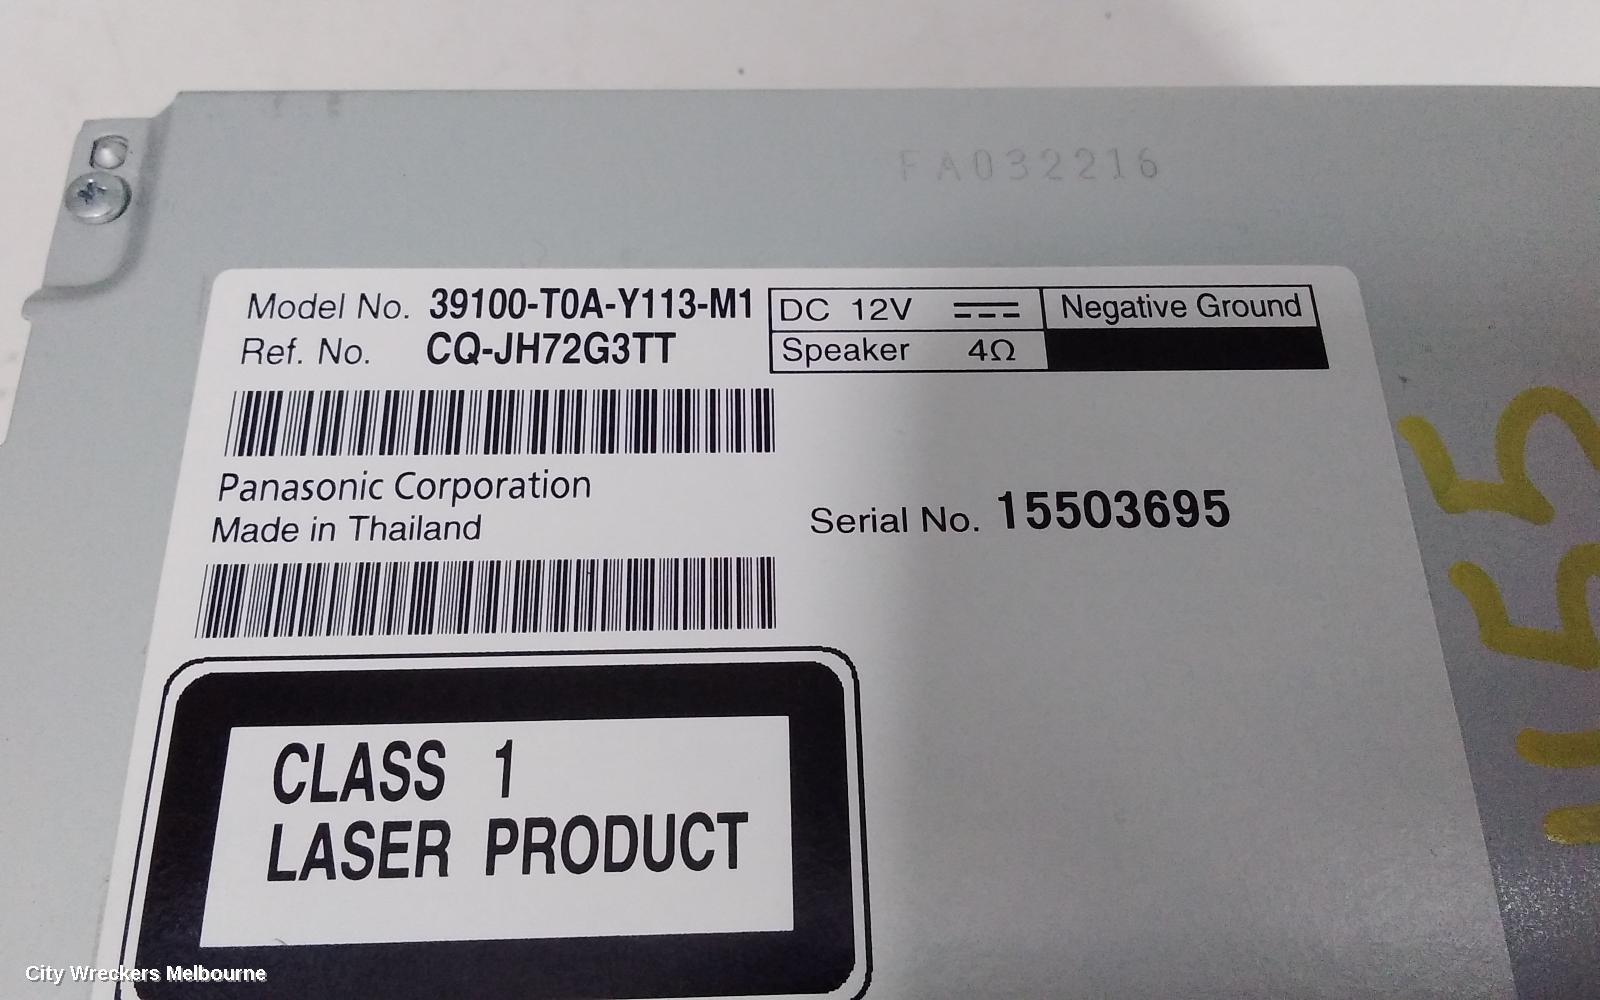 FA032216
Model No. 39100-T0A-Y113-M1
Ref. No. CQ-JH72G3TT
DC 12V
Negative Ground
Speaker 4Ω
Panasonic Corporation
Made in Thailand
Serial No. 15503695
CLASS 1
LASER PRODUCT
City Wreckers Melbourne